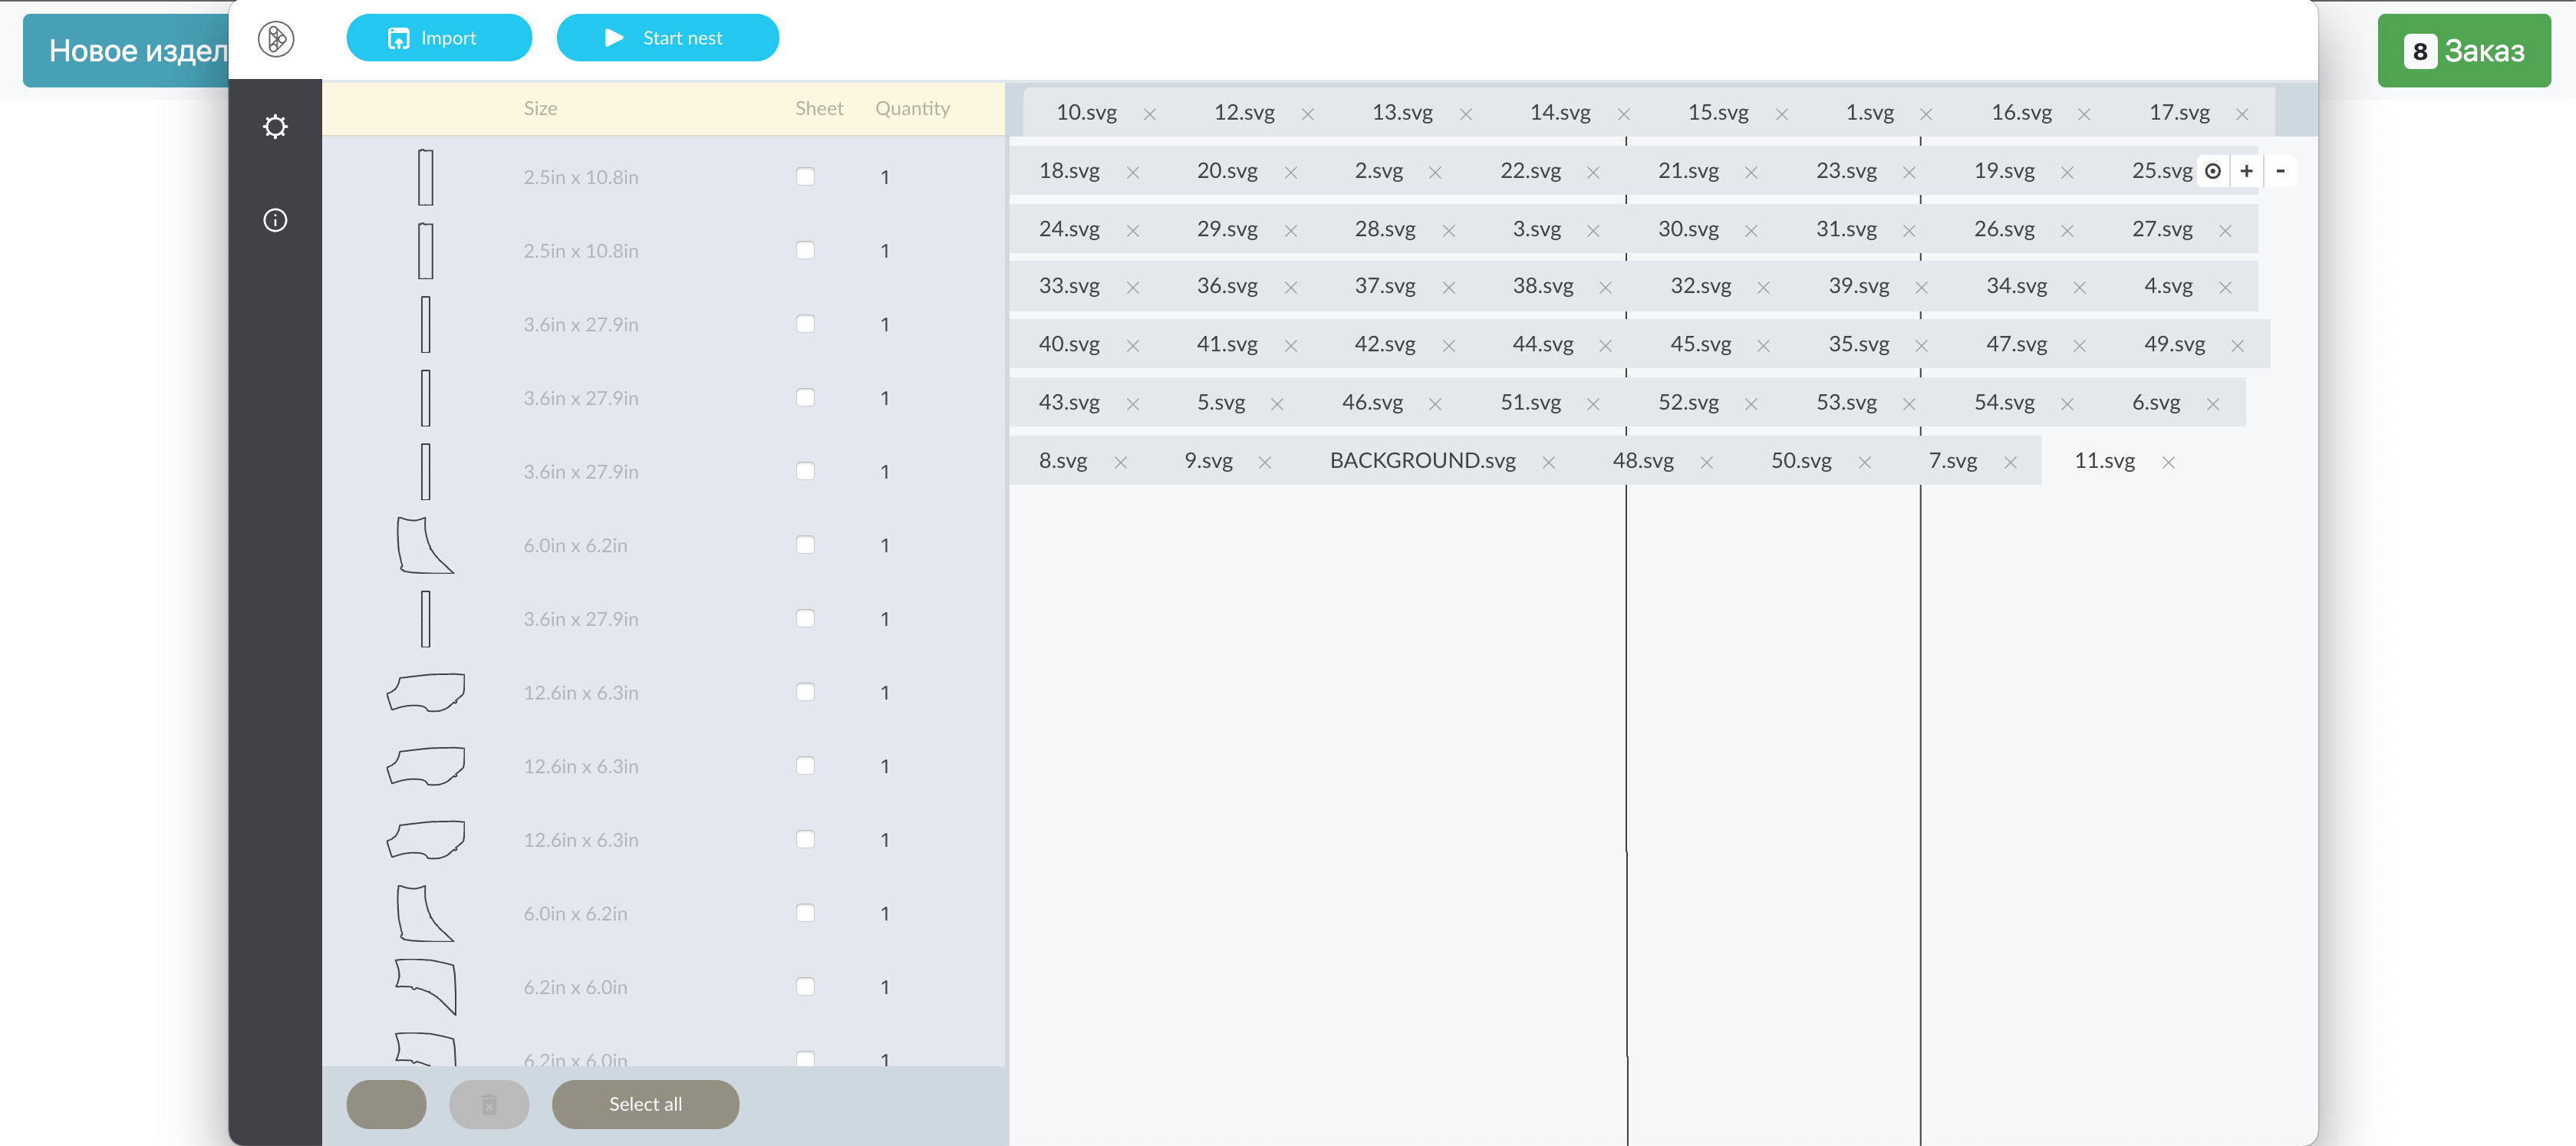 Новое издел
Import
Start nest
8 Заказ
Size Sheet Quantity
2.5in x 10.8in 1
2.5in x 10.8in 1
3.6in x 27.9in 1
3.6in x 27.9in 1
3.6in x 27.9in 1
6.0in x 6.2in 1
3.6in x 27.9in 1
12.6in x 6.3in 1
12.6in x 6.3in 1
12.6in x 6.3in 1
6.0in x 6.2in 1
6.2in x 6.0in 1
6.2in x 6.0in 1
Select all
10.svg 12.svg 13.svg 14.svg 15.svg 1.svg 16.svg 17.svg
18.svg 20.svg 2.svg 22.svg 21.svg 23.svg 19.svg 25.svg + -
24.svg 29.svg 28.svg 3.svg 30.svg 31.svg 26.svg 27.svg
33.svg 36.svg 37.svg 38.svg 32.svg 39.svg 34.svg 4.svg
40.svg 41.svg 42.svg 44.svg 45.svg 35.svg 47.svg 49.svg
43.svg 5.svg 46.svg 51.svg 52.svg 53.svg 54.svg 6.svg
8.svg 9.svg BACKGROUND.svg 48.svg 50.svg 7.svg 11.svg